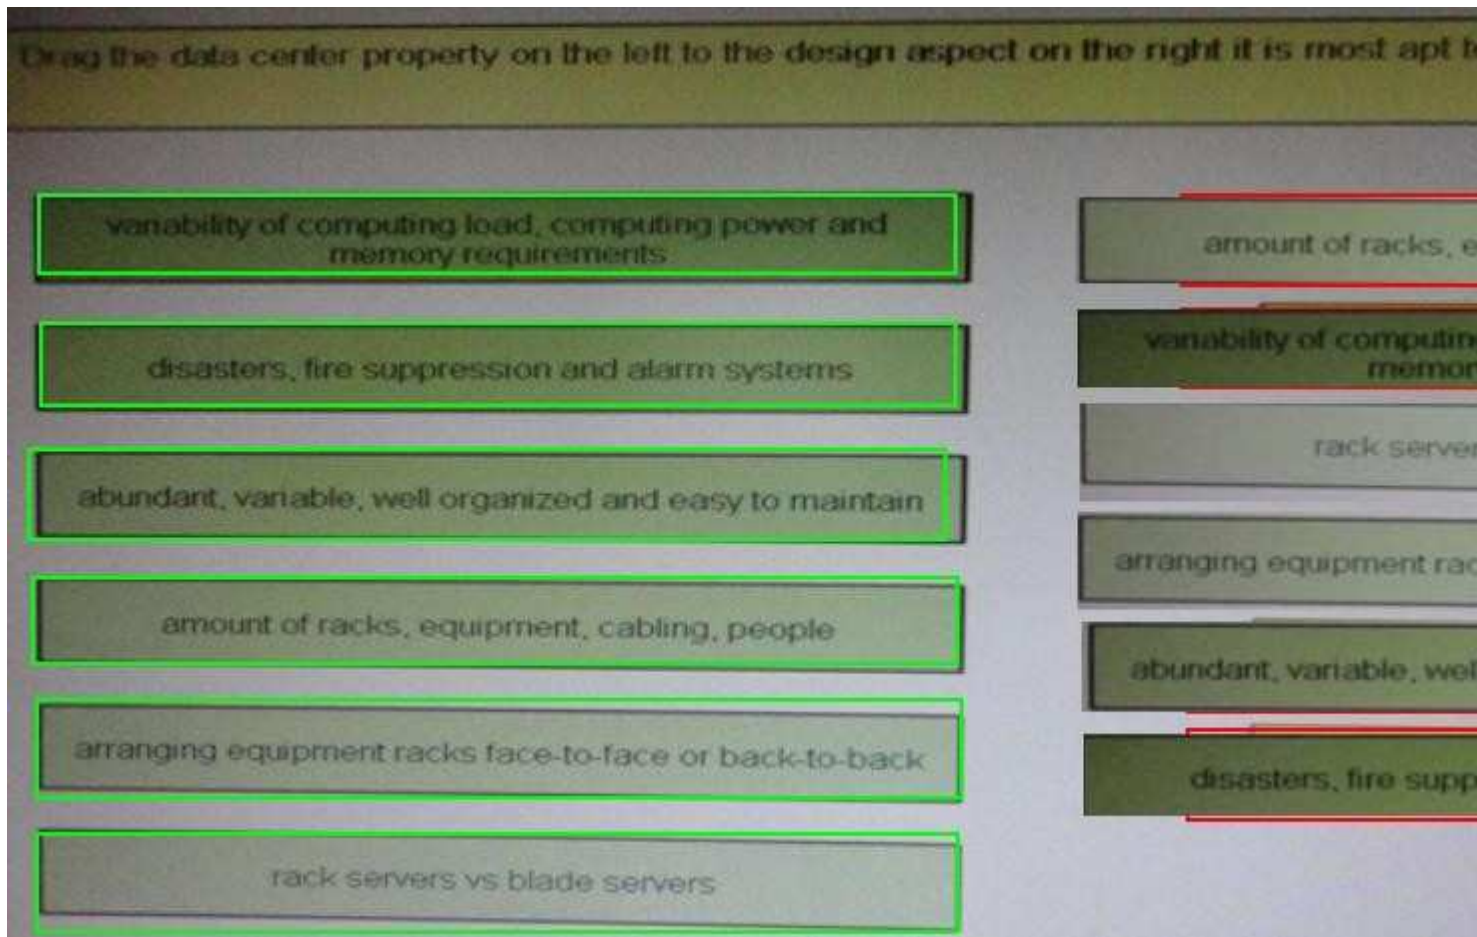 Drag the data center property on the left to the design aspect on the right it is most apt
variability of computing load, computing power and
memory requirements
disasters, fire suppression and alarm systems
abundant, variable, well organized and easy to maintain
amount of racks, equipment, cabling, people
arranging equipment racks face-to-face or back-to-back
rack servers vs blade servers
amount of racks, e
variability of computin
memor
rack server
arranging equipment rac
abundant, variable, wel
disasters, fire supp